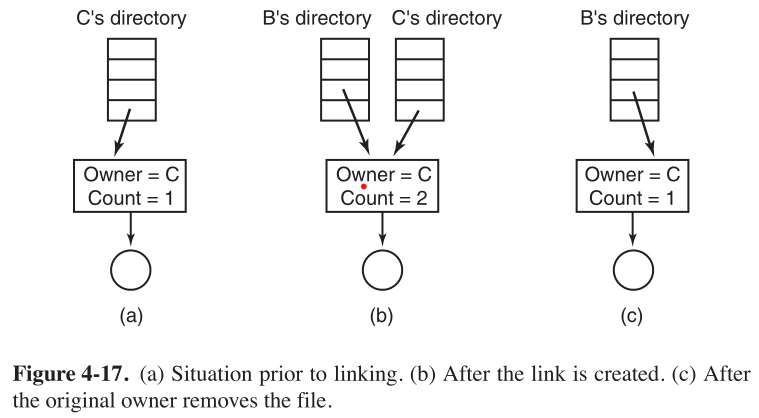 C's directory
B's directory C's directory
B's directory
Owner = C
Count = 1
Owner = C
Count = 2
Owner = C
Count = 1
(a)
(b)
(c)
Figure 4-17. (a) Situation prior to linking. (b) After the link is created. (c) After
the original owner removes the file.